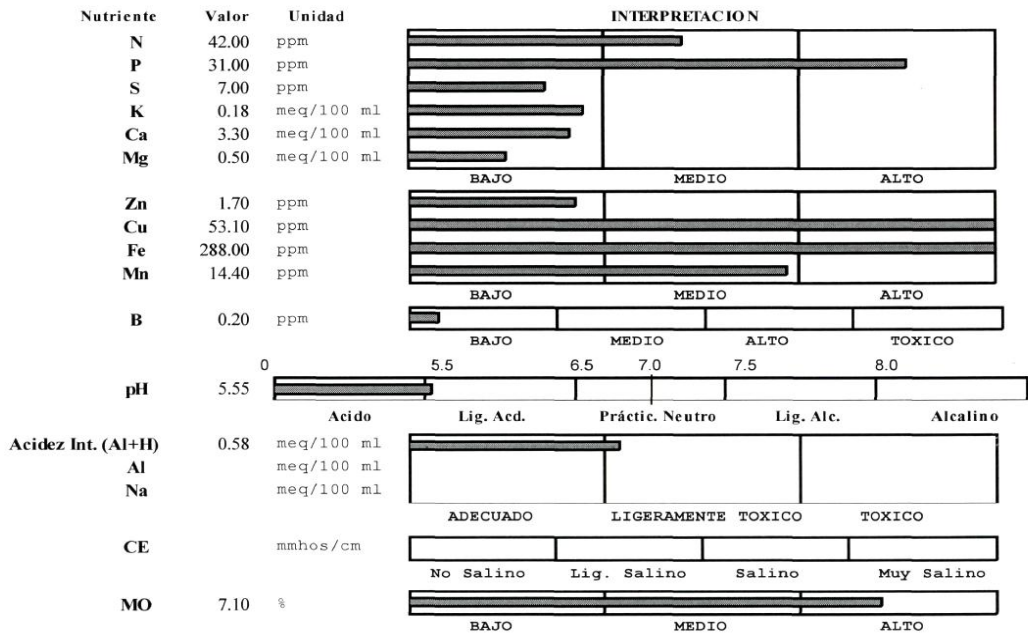 Nutriente Valor Unidad INTERPRETACION
N 42.00 ppm
P 31.00 ppm
S 7.00 ppm
K 0.18 meq/100 ml
Ca 3.30 meq/100 ml
Mg 0.50 meq/100 ml
BAJO MEDIO ALTO
Zn 1.70 ppm
Cu 53.10 ppm
Fe 288.00 ppm
Mn 14.40 ppm
BAJO MEDIO ALTO
B 0.20 ppm
BAJO MEDIO ALTO TOXICO
0 5.5 6.5 7.0 7.5 8.0
pH 5.55
Acido Lig. Acd. Práctic. Neutro Lig. Alc. Alcalino
Acidez Int. (Al+H) 0.58 meq/100 ml
Al meq/100 ml
Na meq/100 ml
ADECUADO LIGERAMENTE TOXICO TOXICO
CE mmhos/cm
No Salino Lig. Salino Salino Muy Salino
MO 7.10 %
BAJO MEDIO ALTO